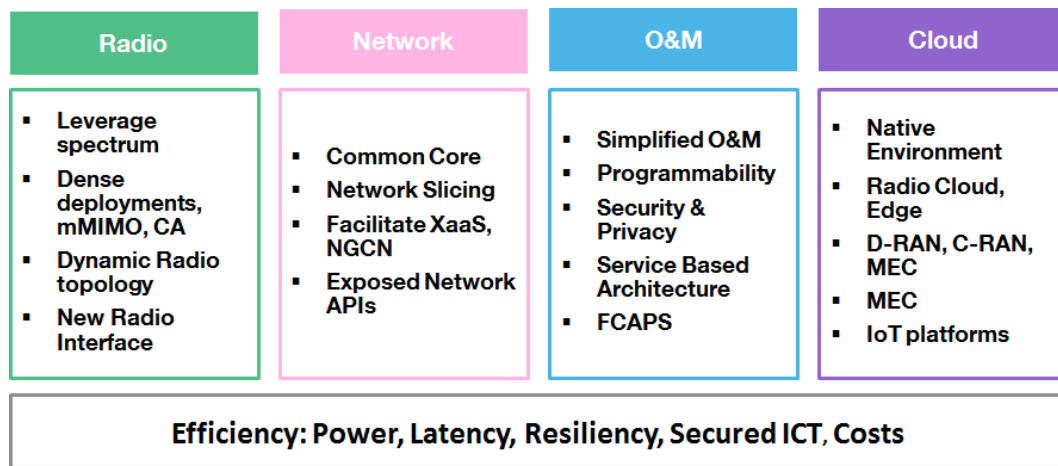 Radio
Network
O&M
Cloud
▪ Leverage
spectrum
▪ Dense
deployments,
mMIMO, CA
▪ Dynamic Radio
topology
▪ New Radio
Interface
▪ Common Core
▪ Network Slicing
▪ Facilitate XaaS,
NGCN
▪ Exposed Network
APIs
▪ Simplified O&M
▪ Programmability
▪ Security &
Privacy
▪ Service Based
Architecture
▪ FCAPS
▪ Native
Environment
▪ Radio Cloud,
Edge
▪ D-RAN, C-RAN,
MEC
▪ MEC
▪ IoT platforms
Efficiency: Power, Latency, Resiliency, Secured ICT, Costs